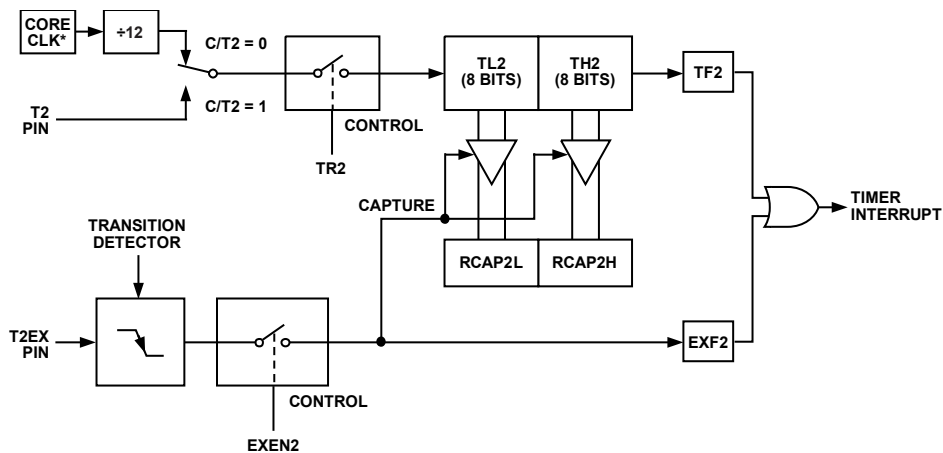 CORE
CLK*
÷12
C/T2 = 0
C/T2 = 1
T2
PIN
CONTROL
TR2
TL2
(8 BITS)
TH2
(8 BITS)
TF2
CAPTURE
TIMER
INTERRUPT
TRANSITION
DETECTOR
RCAP2L
RCAP2H
T2EX
PIN
CONTROL
EXEN2
EXF2